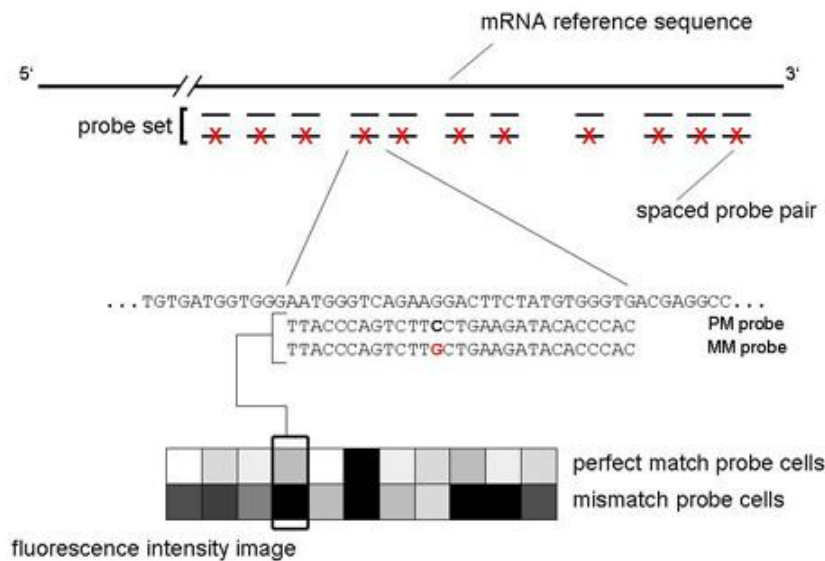 mRNA reference sequence
5‘ 3‘
probe set
X X X X X X X X X X X
spaced probe pair
...TGTGATGGTGGGAATGGGTCAGAAGGACTTCTATGTGGGTGACGAGGCC...
TTACCCAGTCTTCCTGAAGATACACCCAC PM probe
TTACCCAGTCTTGCTGAAGATACACCCAC MM probe
perfect match probe cells
mismatch probe cells
fluorescence intensity image